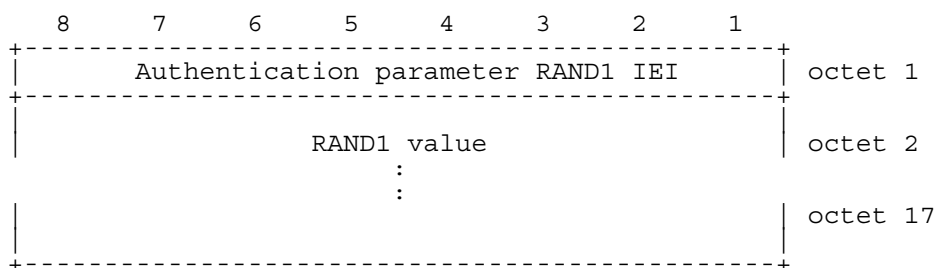 8 7 6 5 4 3 2 1
Authentication parameter RAND1 IEI octet 1
RAND1 value octet 2
:
:
octet 17